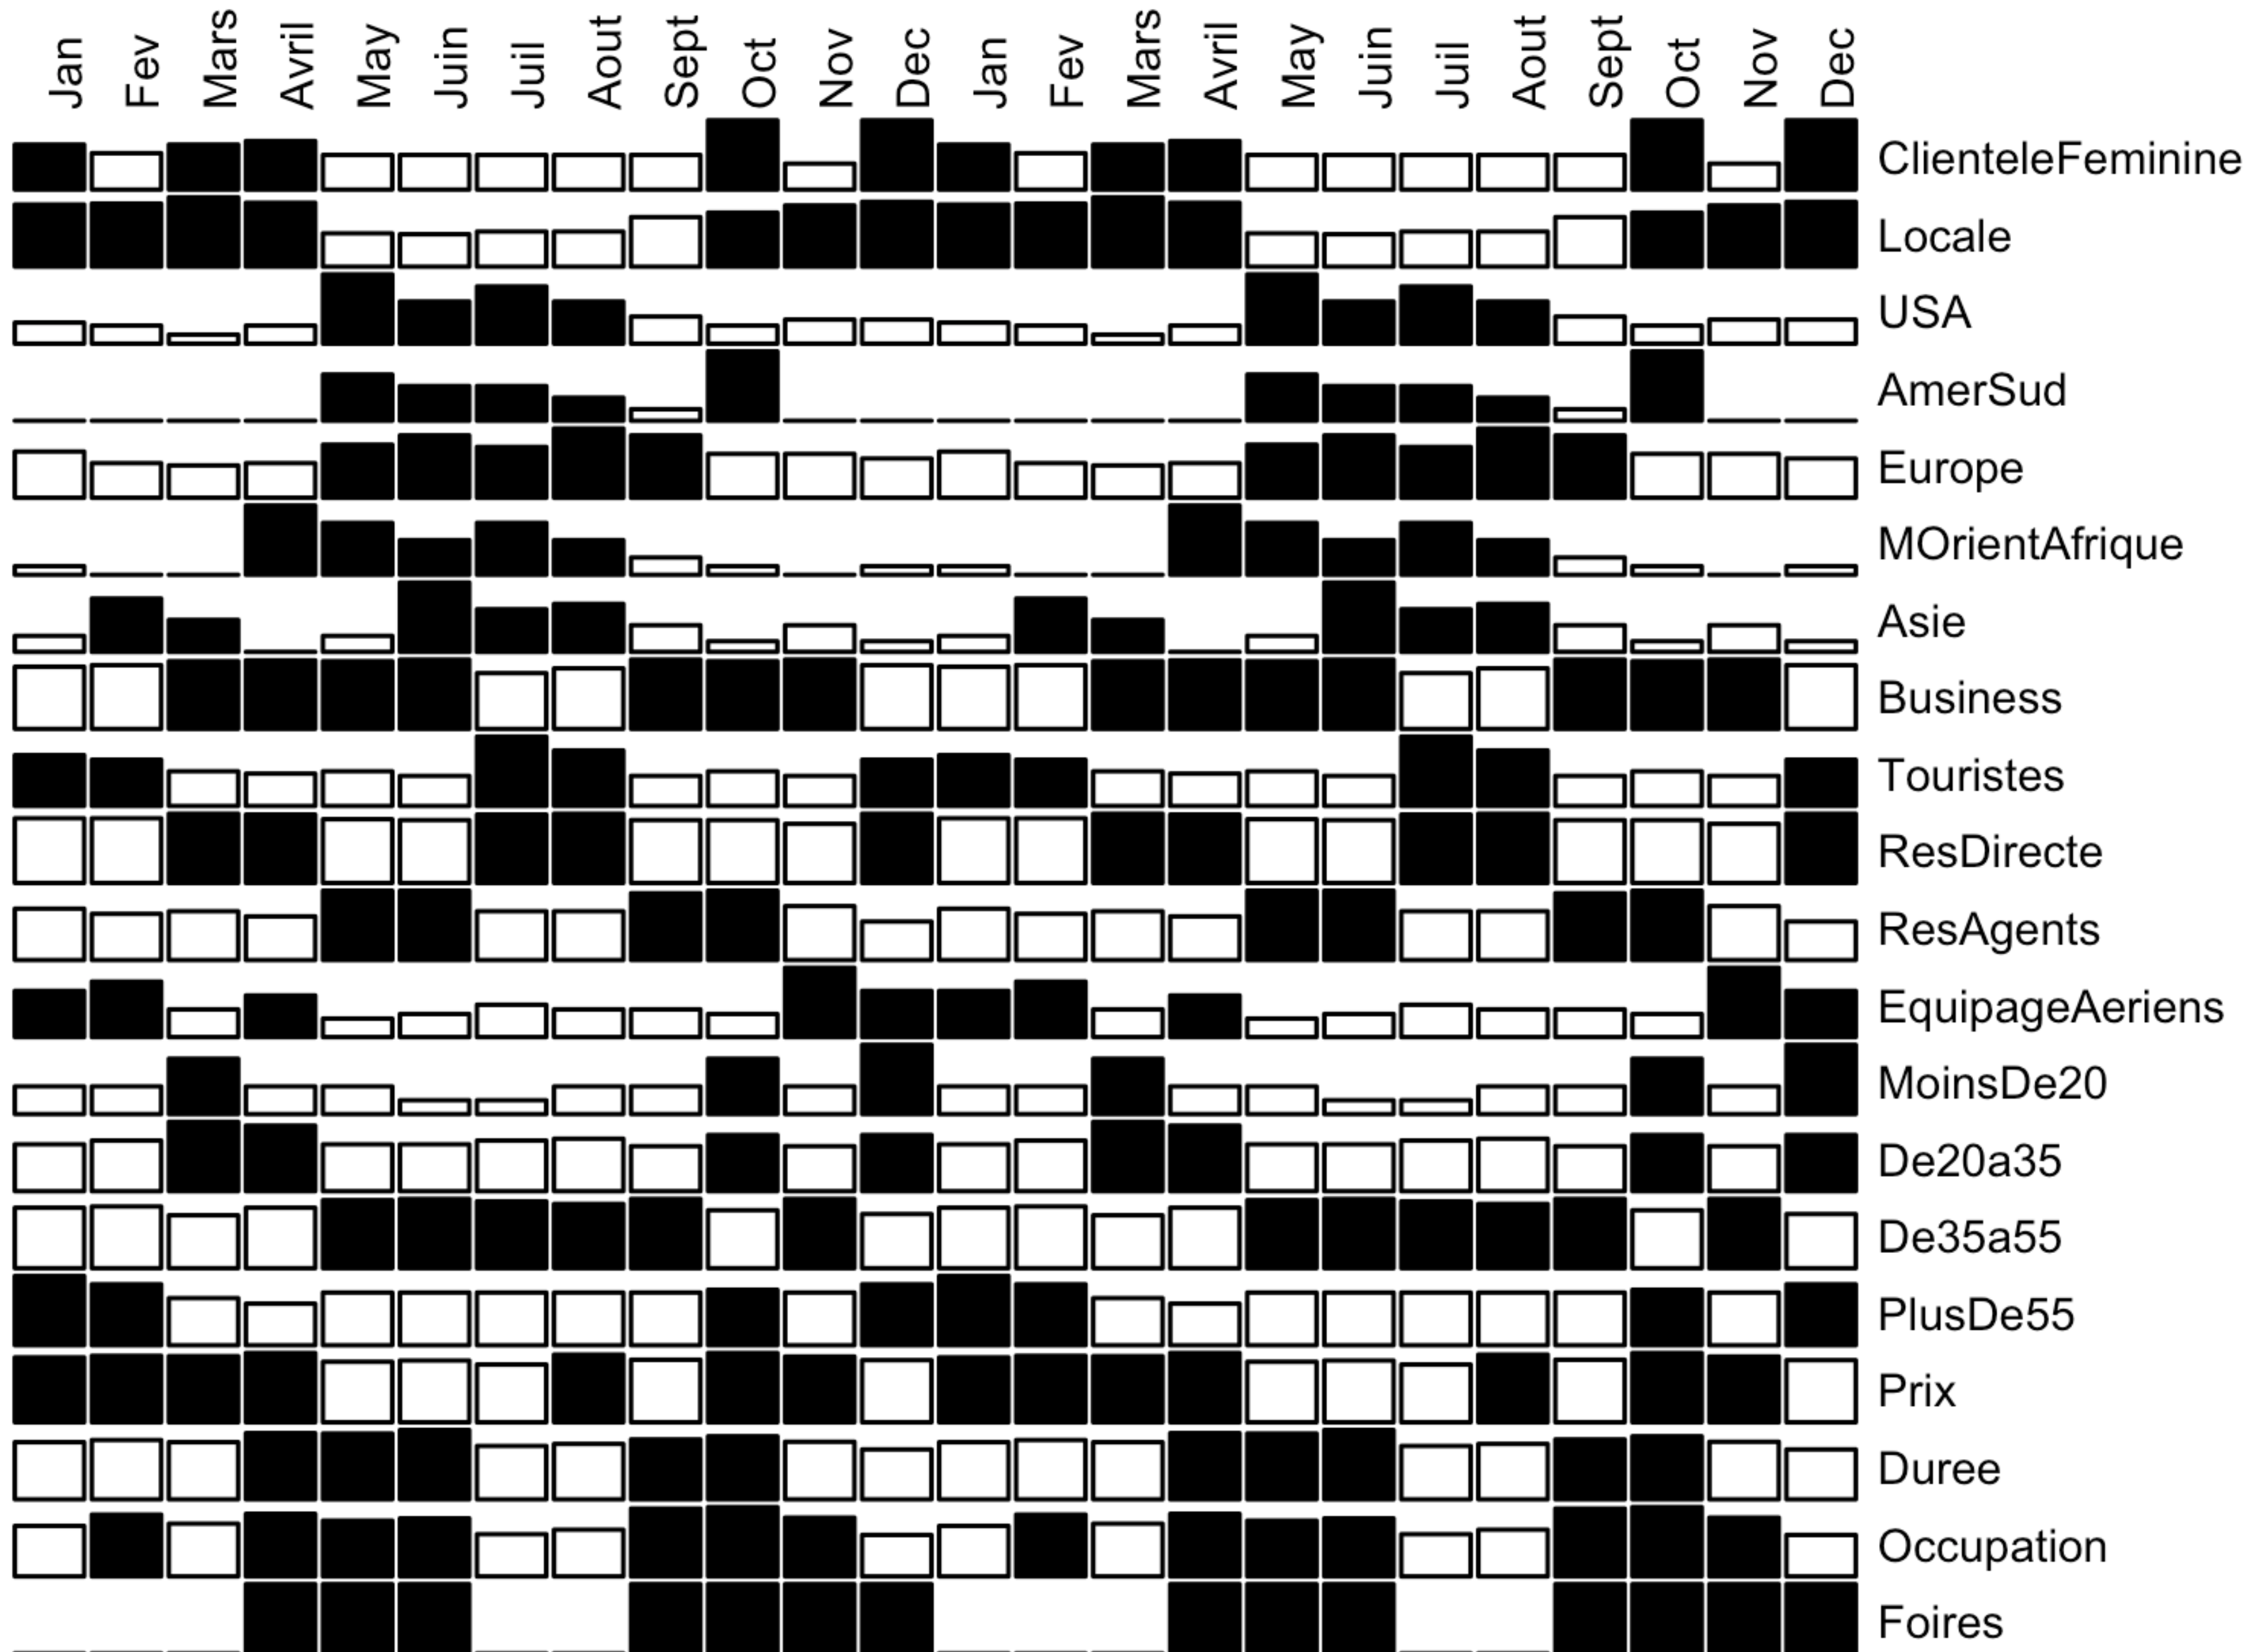 Jan Fev Mars Avril May Juin Juil Aout Sept Oct Nov Dec Jan Fev Mars Avril May Juin Juil Aout Sept Oct Nov Dec
ClienteleFeminine
Locale
USA
AmerSud
Europe
MOrientAfrique
Asie
Business
Touristes
ResDirecte
ResAgents
EquipageAeriens
MoinsDe20
De20a35
De35a55
PlusDe55
Prix
Duree
Occupation
Foires